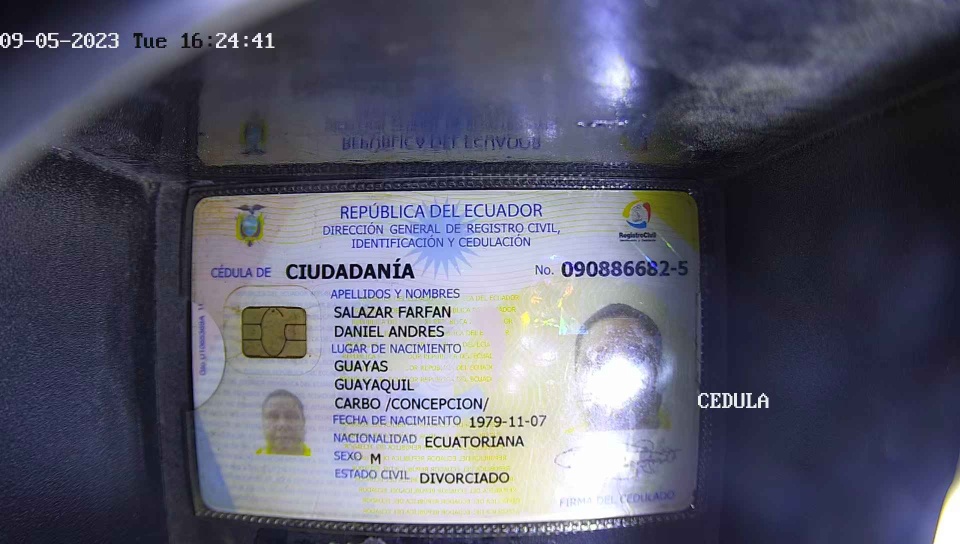 09-05-2023 Tue 16:24:41
REPÚBLICA DEL ECUADOR
DIRECCIÓN GENERAL DE REGISTRO CIVIL,
IDENTIFICACIÓN Y CEDULACIÓN
RegistroCivil
CÉDULA DE CIUDADANÍA
No. 090886682-5
APELLIDOS Y NOMBRES
SALAZAR FARFAN
DANIEL ANDRES
LUGAR DE NACIMIENTO
GUAYAS
GUAYAQUIL
CARBO /CONCEPCION/
FECHA DE NACIMIENTO 1979-11-07
NACIONALIDAD ECUATORIANA
SEXO M
ESTADO CIVIL DIVORCIADO
FIRMA DEL CEDULADO
CEDULA